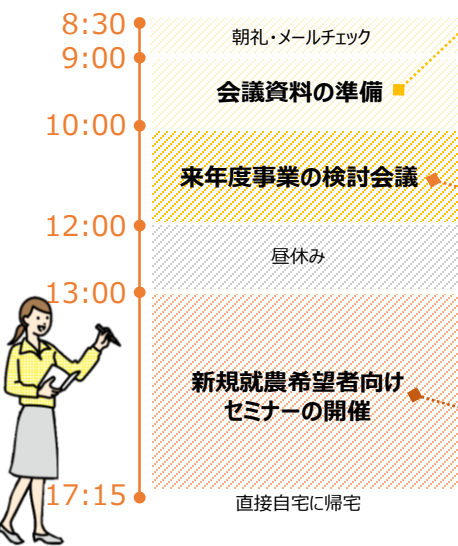 8:30
朝礼・メールチェック
9:00
会議資料の準備
10:00
来年度事業の検討会議
12:00
昼休み
13:00
新規就農希望者向け
セミナーの開催
17:15
直接自宅に帰宅